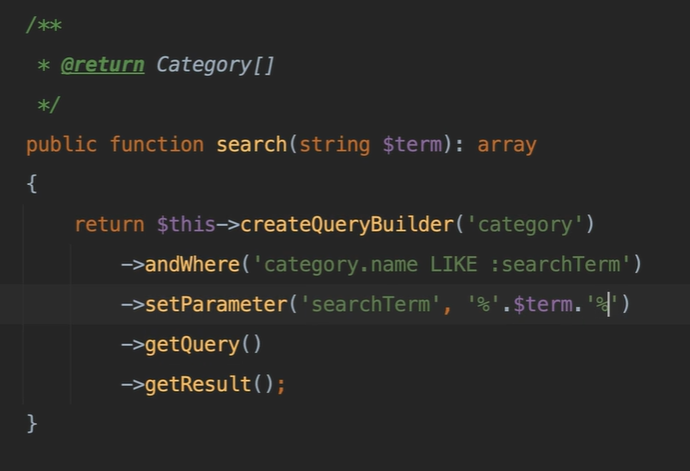 /**
 * @return Category[]
 */
public function search(string $term): array
{
    return $this->createQueryBuilder('category')
        ->andWhere('category.name LIKE :searchTerm')
        ->setParameter('searchTerm', '%'.$term.'%')
        ->getQuery()
        ->getResult();
}